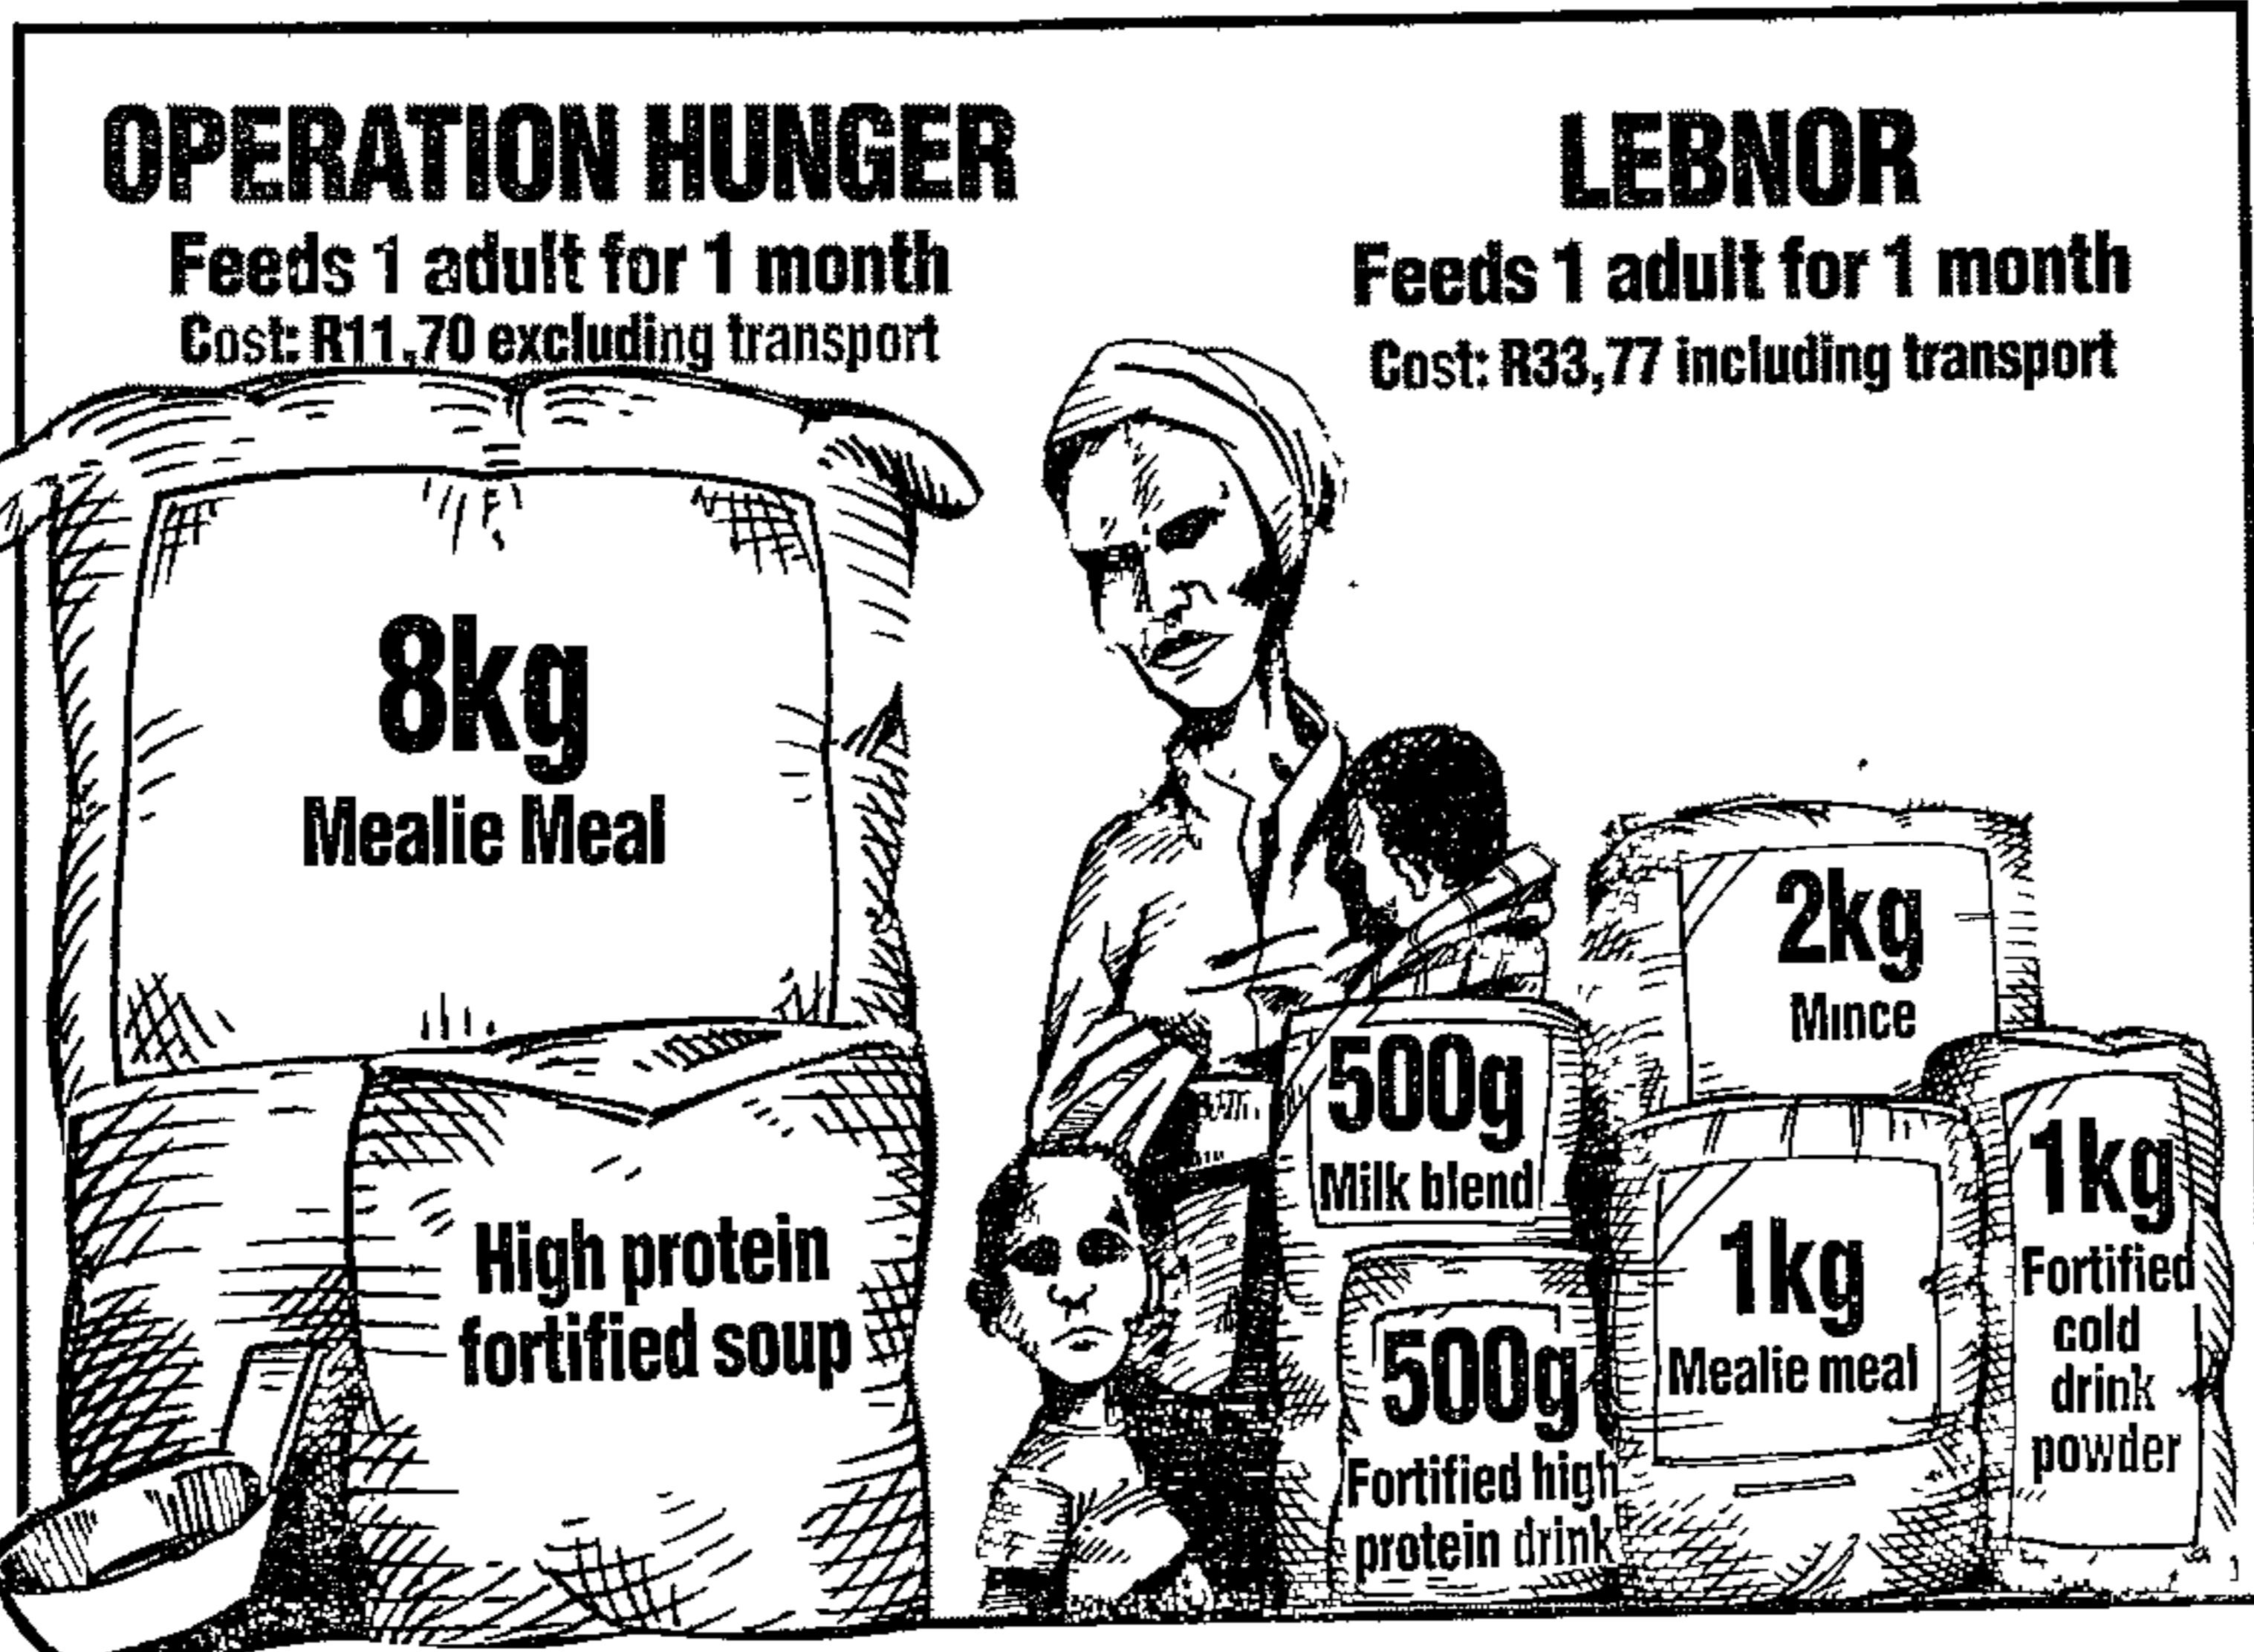 OPERATION HUNGER
Feeds 1 adult for 1 month
Cost: R11,70 excluding transport
8kg
Mealie Meal
High protein
fortified soup
LEBNOR
Feeds 1 adult for 1 month
Cost: R33,77 including transport
2kg
Mince
500g
Milk blend
500g
Fortified high
protein drink
1kg
Mealie meal
1kg
Fortified
cold
drink
powder